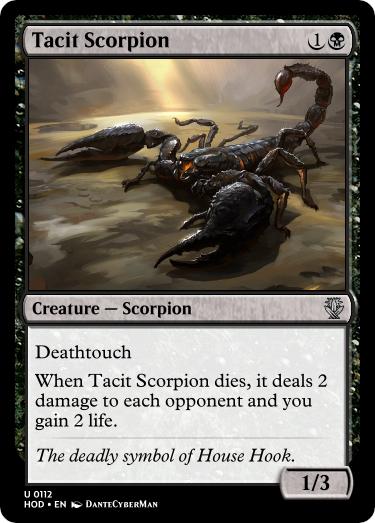 Tacit Scorpion 1
Creature — Scorpion
Deathtouch
When Tacit Scorpion dies, it deals 2
damage to each opponent and you
gain 2 life.
The deadly symbol of House Hook.
1/3
U 0112
HOD • EN DanteCyberMan